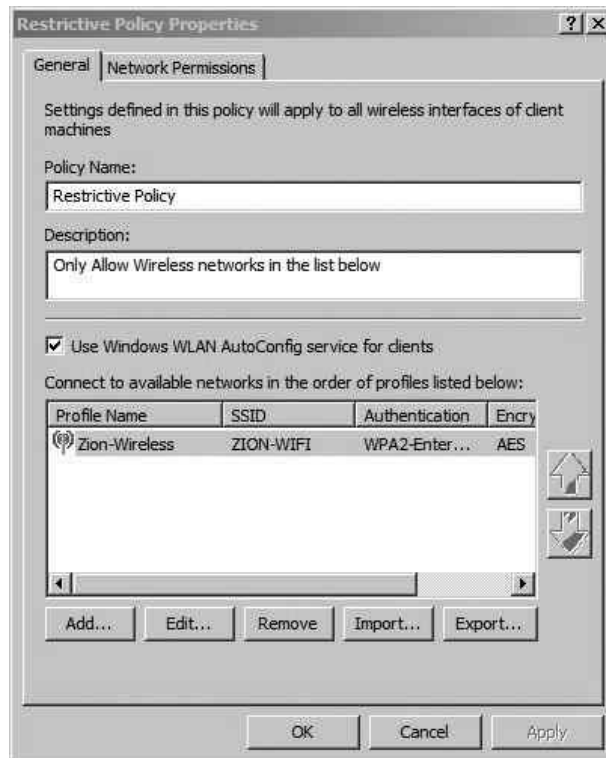 Restrictive Policy Properties
General Network Permissions
Settings defined in this policy will apply to all wireless interfaces of client
machines
Policy Name:
Restrictive Policy
Description:
Only Allow Wireless networks in the list below
Use Windows WLAN AutoConfig service for clients
Connect to available networks in the order of profiles listed below:
Profile Name SSID Authentication Encry
Zion-Wireless ZION-WIFI WPA2-Enter... AES
Add... Edit... Remove Import... Export...
OK Cancel Apply